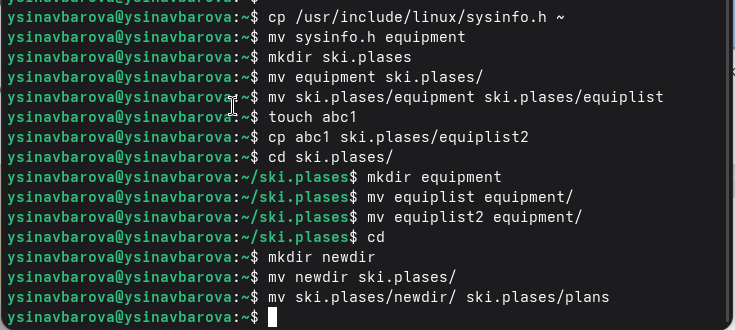 ysinavbarova@ysinavbarova:~$ cp /usr/include/linux/sysinfo.h ~
ysinavbarova@ysinavbarova:~$ mv sysinfo.h equipment
ysinavbarova@ysinavbarova:~$ mkdir ski.plases
ysinavbarova@ysinavbarova:~$ mv equipment ski.plases/
ysinavbarova@ysinavbarova:~$ mv ski.plases/equipment ski.plases/equiplist
ysinavbarova@ysinavbarova:~$ touch abc1
ysinavbarova@ysinavbarova:~$ cp abc1 ski.plases/equiplist2
ysinavbarova@ysinavbarova:~$ cd ski.plases/
ysinavbarova@ysinavbarova:~/ski.plases$ mkdir equipment
ysinavbarova@ysinavbarova:~/ski.plases$ mv equiplist equipment/
ysinavbarova@ysinavbarova:~/ski.plases$ mv equiplist2 equipment/
ysinavbarova@ysinavbarova:~/ski.plases$ cd
ysinavbarova@ysinavbarova:~$ mkdir newdir
ysinavbarova@ysinavbarova:~$ mv newdir ski.plases/
ysinavbarova@ysinavbarova:~$ mv ski.plases/newdir/ ski.plases/plans
ysinavbarova@ysinavbarova:~$